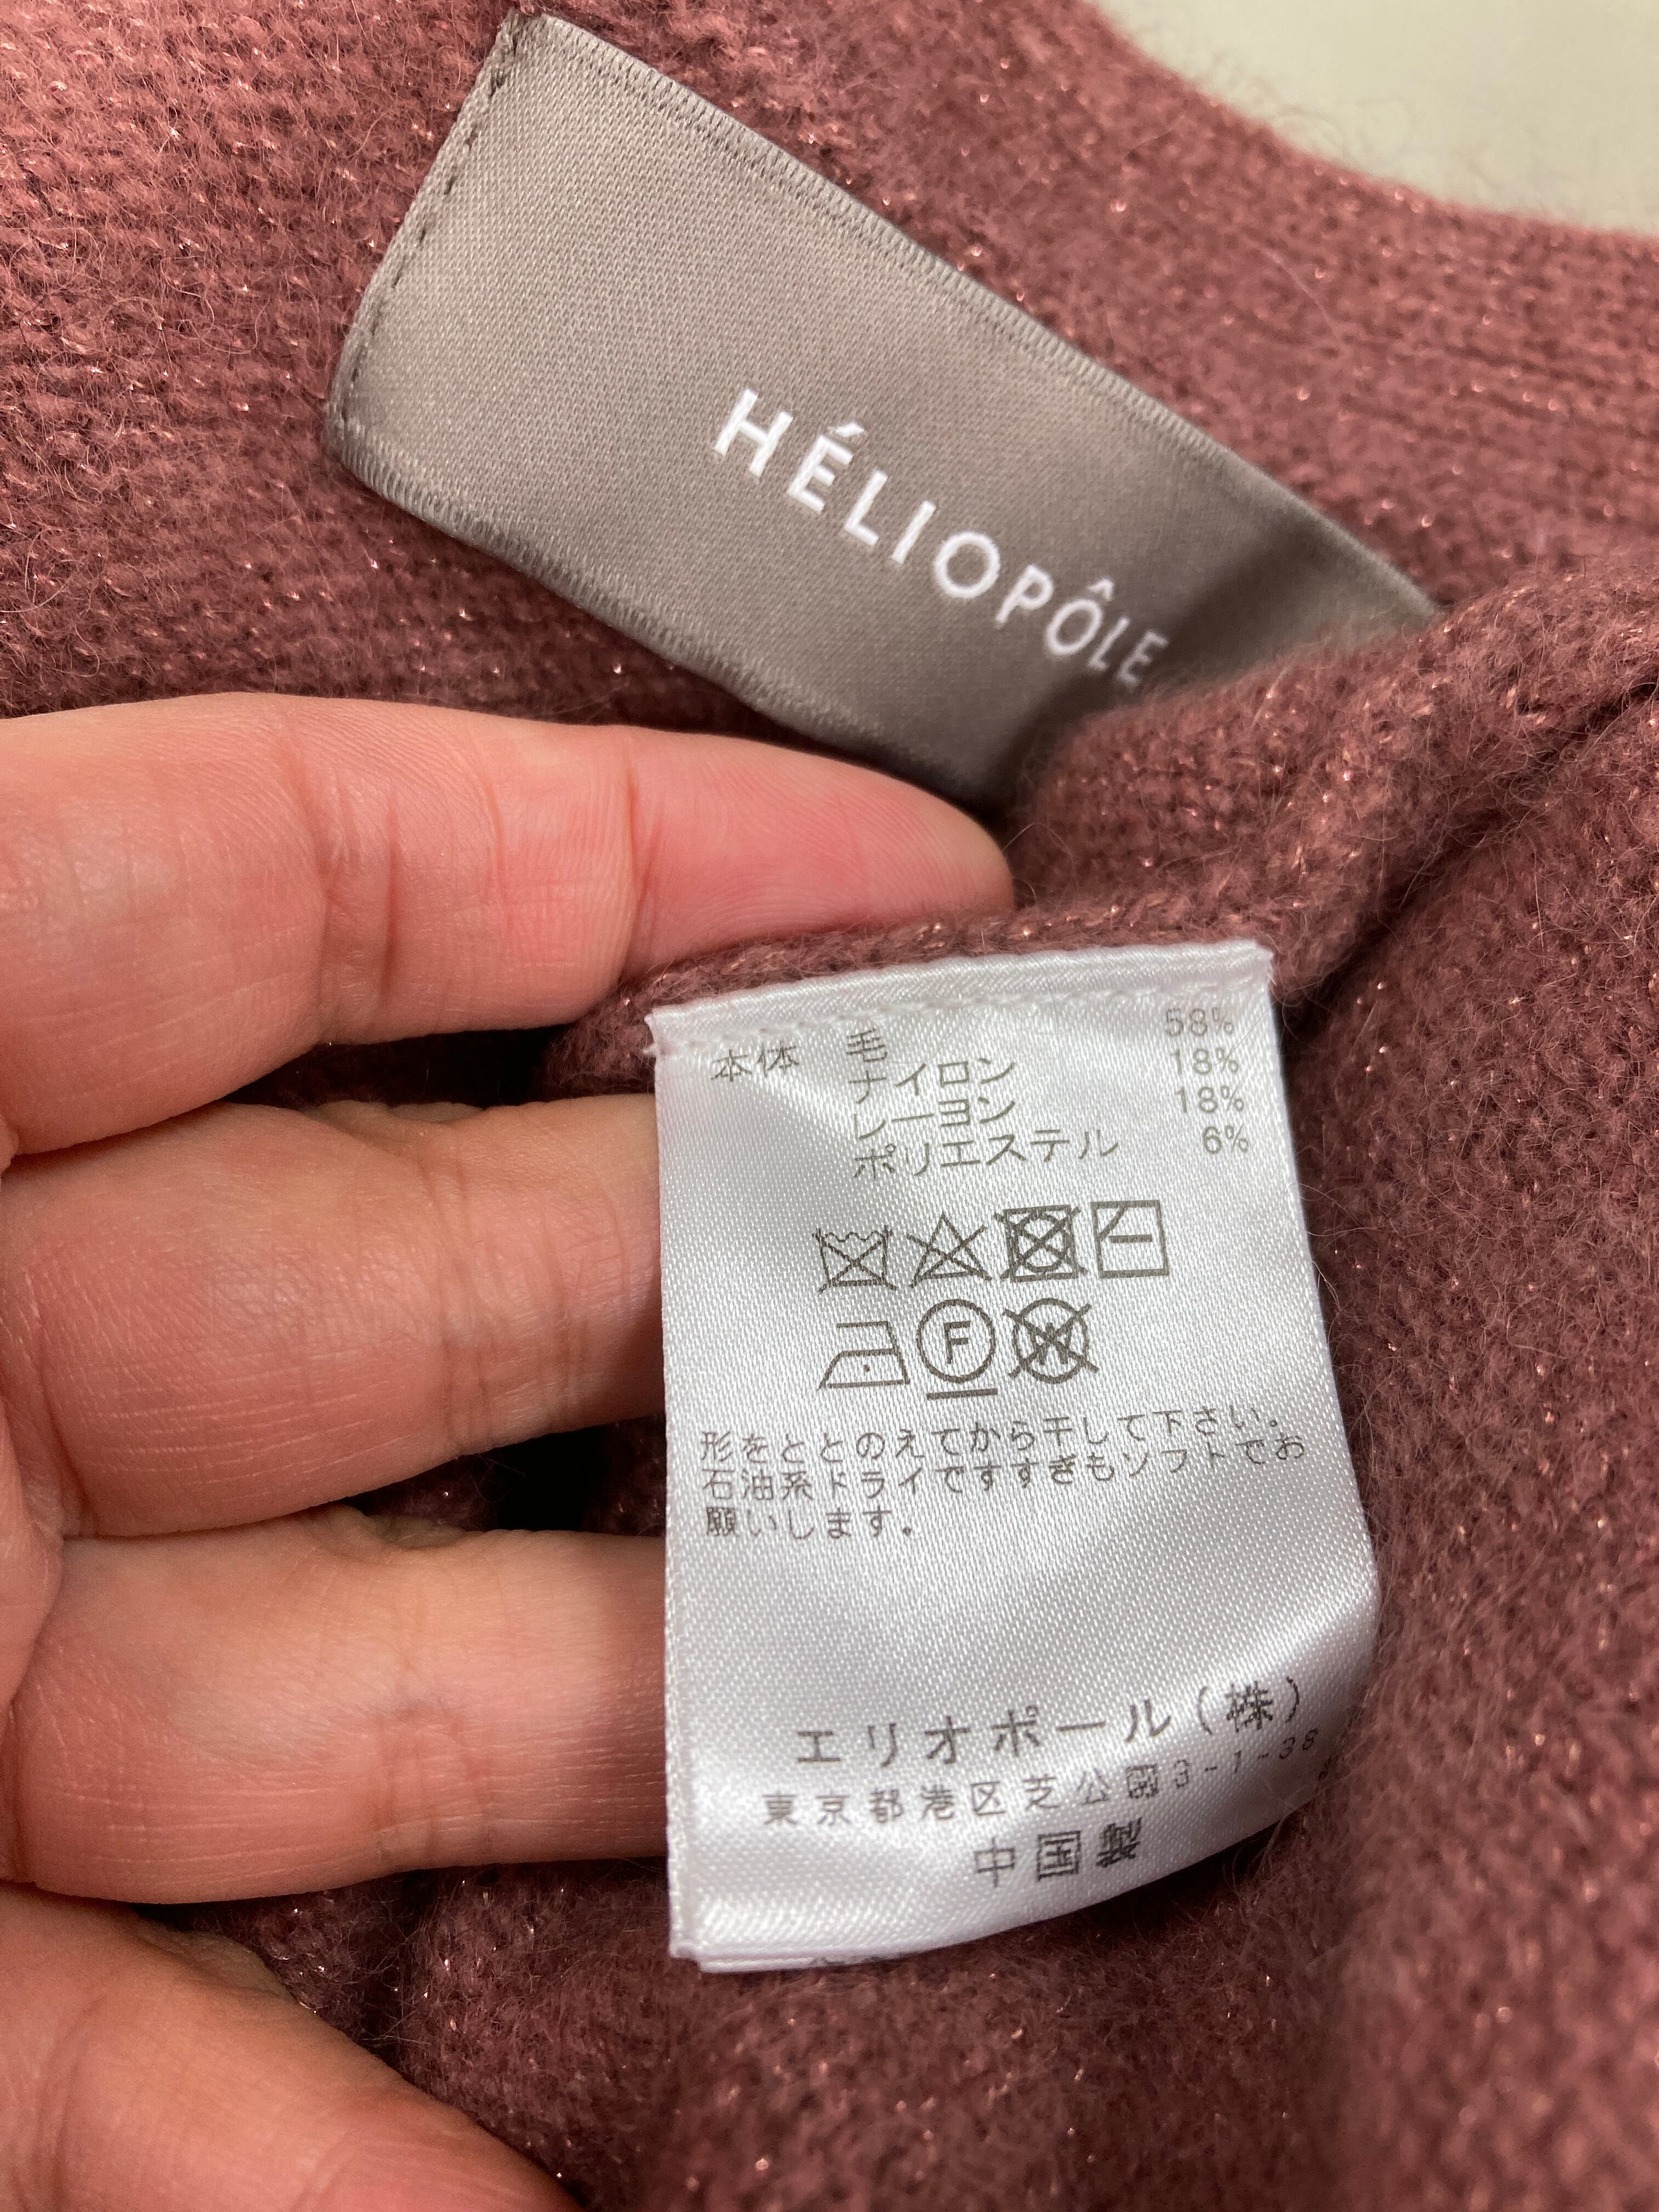 HÉLIOPÔLE
本体 毛 58%
ナイロン 18%
レーヨン 18%
ポリエステル 6%
F
W
形をととのえてから干して下さい。
石油系ドライですすぎもソフトでお
願いします。
エリオポール(株)
東京都港区芝公園3-1-38
中国製